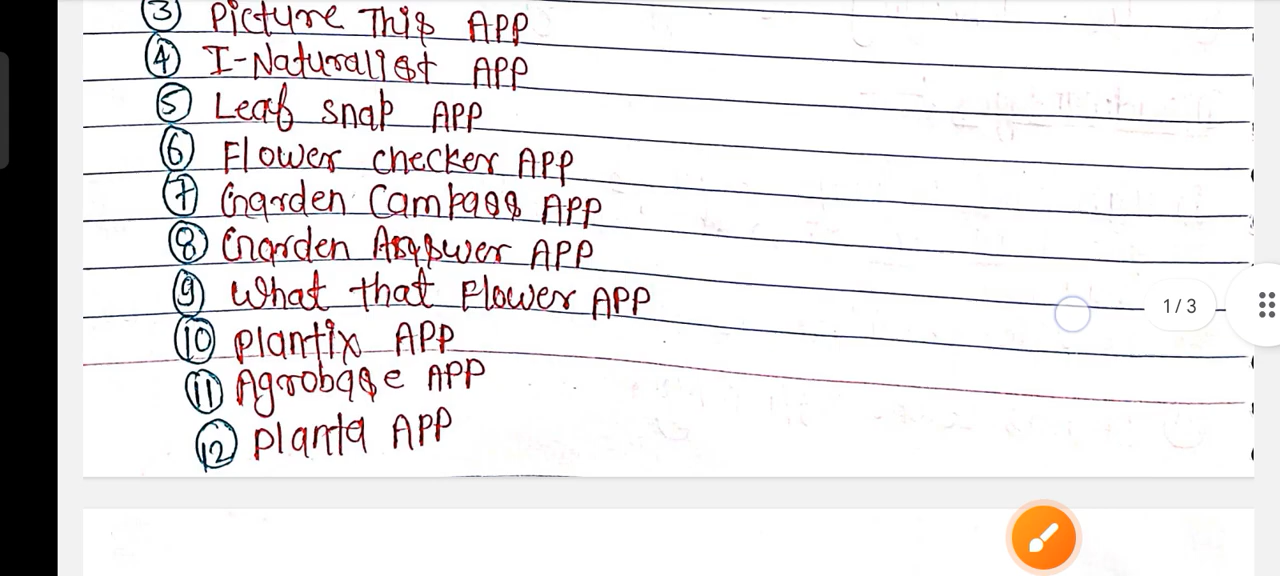 ③ Picture This APP
④ I-Naturalist APP
⑤ Leaf snap APP
⑥ Flower checker APP
⑦ Garden Campass APP
⑧ Garden Answer APP
⑨ What that Flower APP
1/3
⑩ Plantix APP
⑪ Agrobase APP
⑫ Planta APP